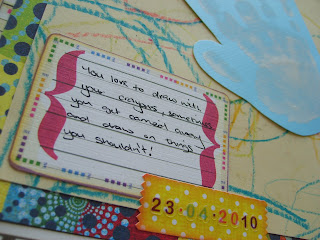 You love to draw with
your crayons, sometimes
you get carried away
and draw on things
you shouldn't!
23·04·2010